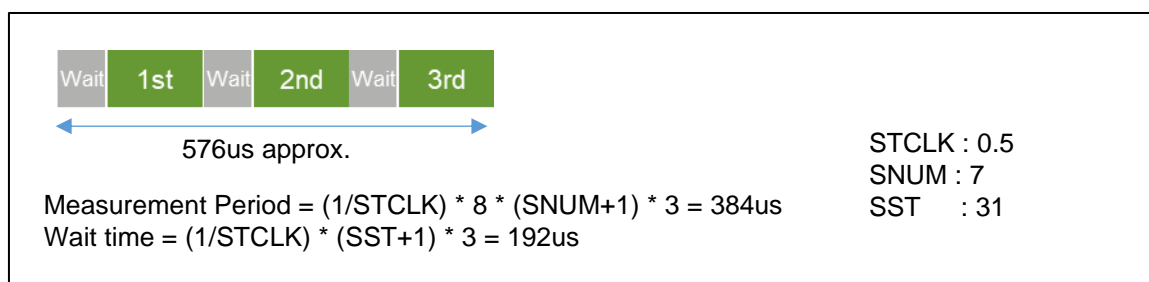 Wait 1st Wait 2nd Wait 3rd
576us approx.
STCLK : 0.5
SNUM : 7
SST : 31
Measurement Period = (1/STCLK) * 8 * (SNUM+1) * 3 = 384us
Wait time = (1/STCLK) * (SST+1) * 3 = 192us